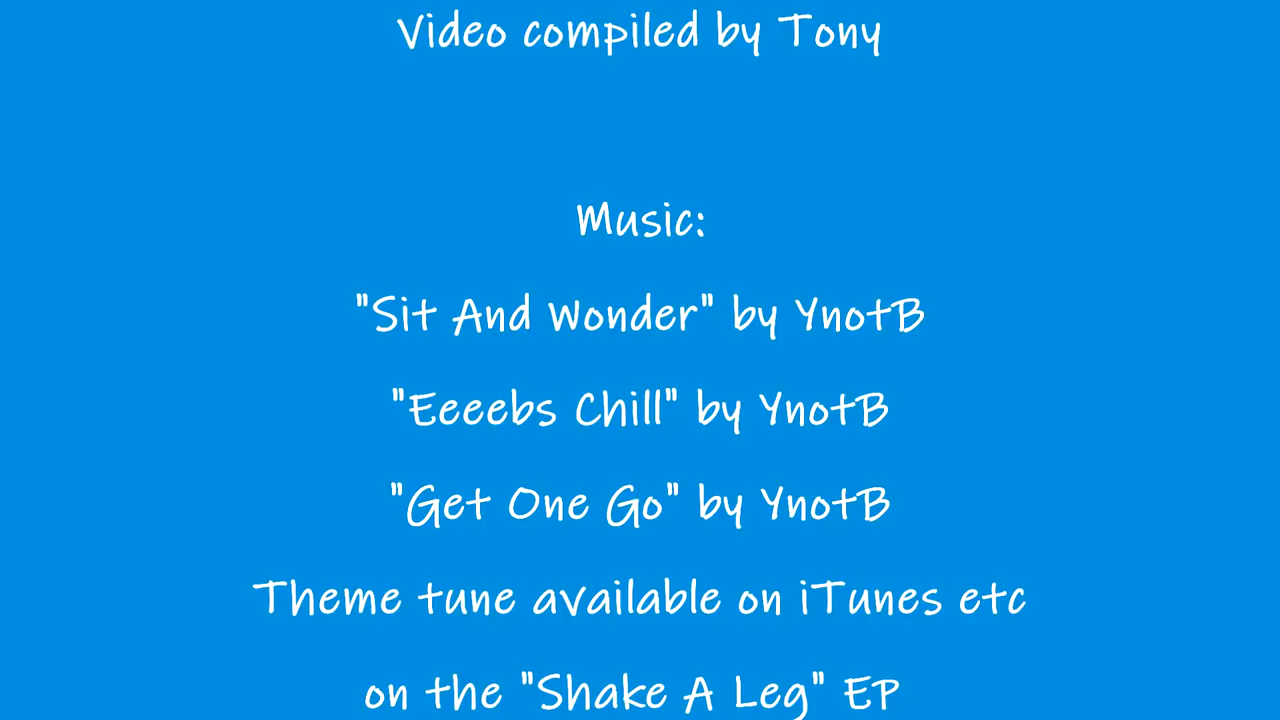 Video compiled by Tony
Music:
"Sit And Wonder" by YnotB
"Eeeebs Chill" by YnotB
"Get One Go" by YnotB
Theme tune available on iTunes etc
on the "Shake A Leg" EP